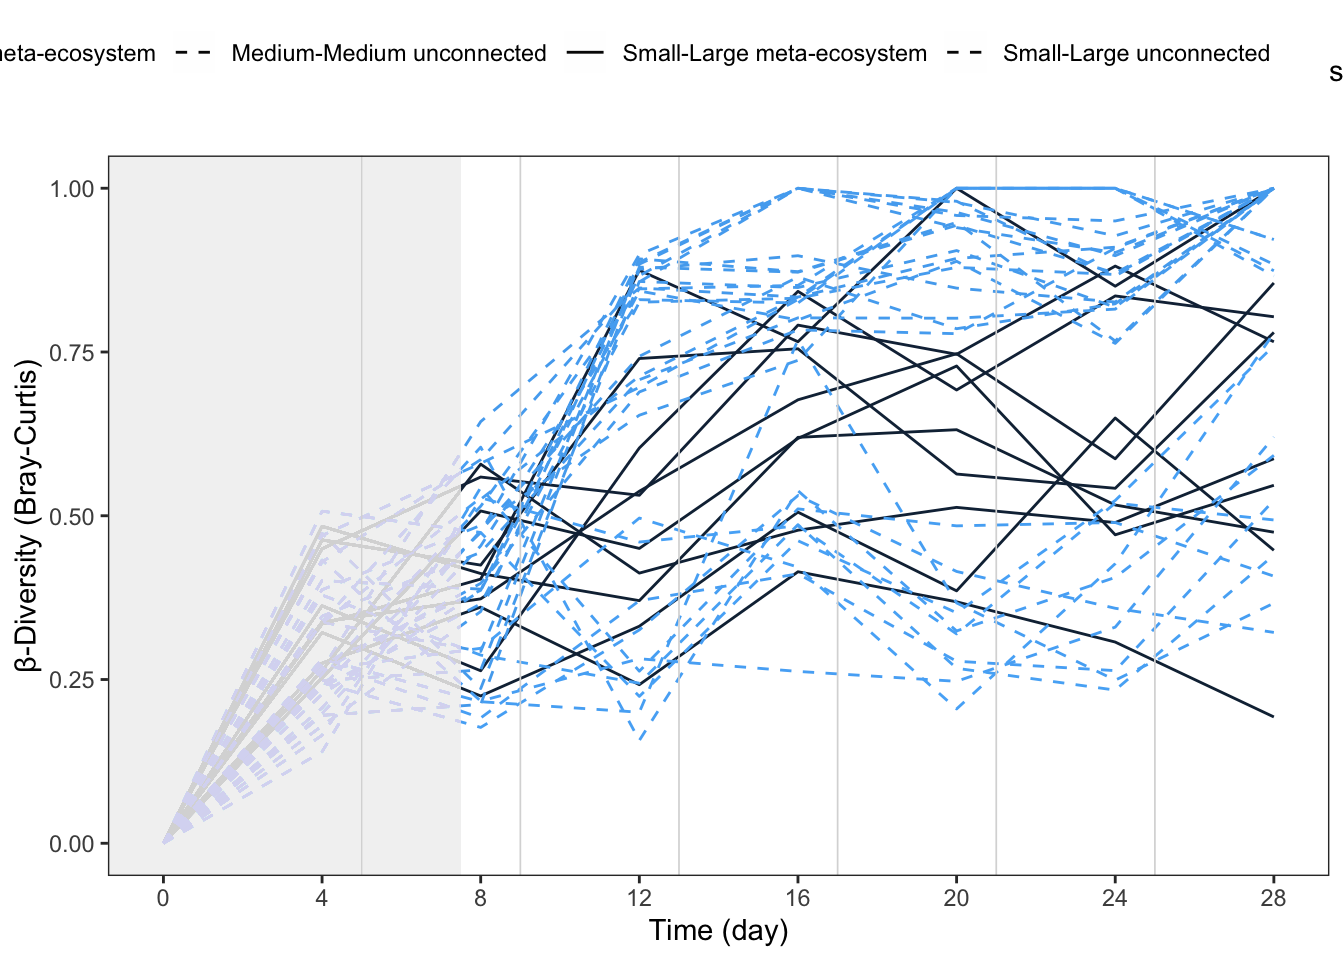 meta-ecosystem Medium-Medium unconnected Small-Large meta-ecosystem Small-Large unconnected
s
1.00
0.75
0.50
0.25
0.00
β-Diversity (Bray-Curtis)
0 4 8 12 16 20 24 28
Time (day)